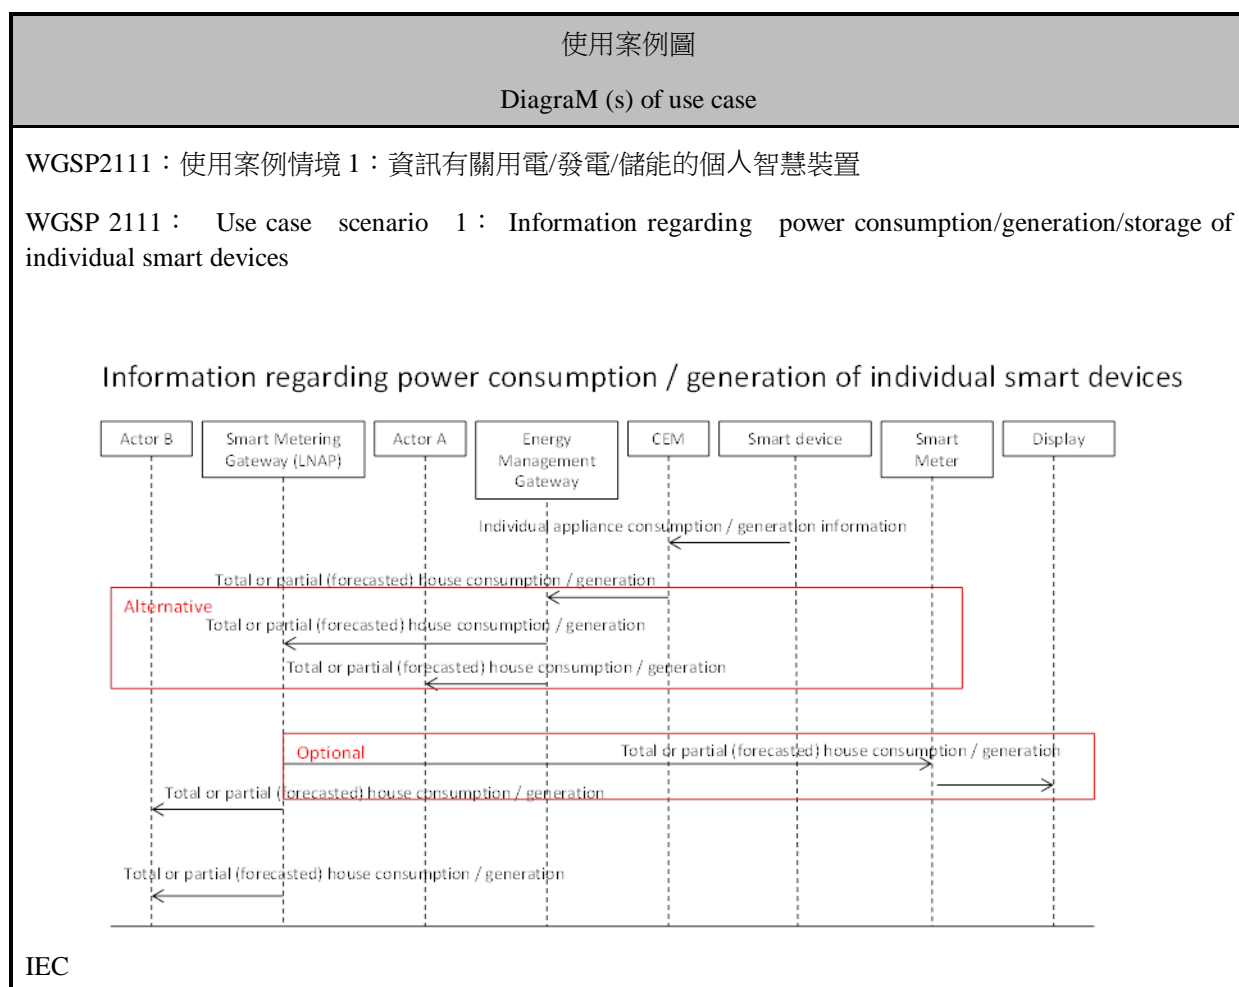 使用案例圖
DiagraM (s) of use case
WGSP2111：使用案例情境 1：資訊有關用電/發電/儲能的個人智慧裝置
WGSP 2111： Use case scenario 1： Information regarding power consumption/generation/storage of
individual smart devices
Information regarding power consumption / generation of individual smart devices
Actor B
Smart Metering
Gateway (LNAP)
Actor A
Energy
Management
Gateway
CEM
Smart device
Smart
Meter
Display
Individual appliance consumption / generation information
Total or partial (forecasted) house consumption / generation
Alternative
Total or partial (forecasted) house consumption / generation
Total or partial (forecasted) house consumption / generation
Optional
Total or partial (forecasted) house consumption / generation
Total or partial (forecasted) house consumption / generation
Total or partial (forecasted) house consumption / generation
IEC